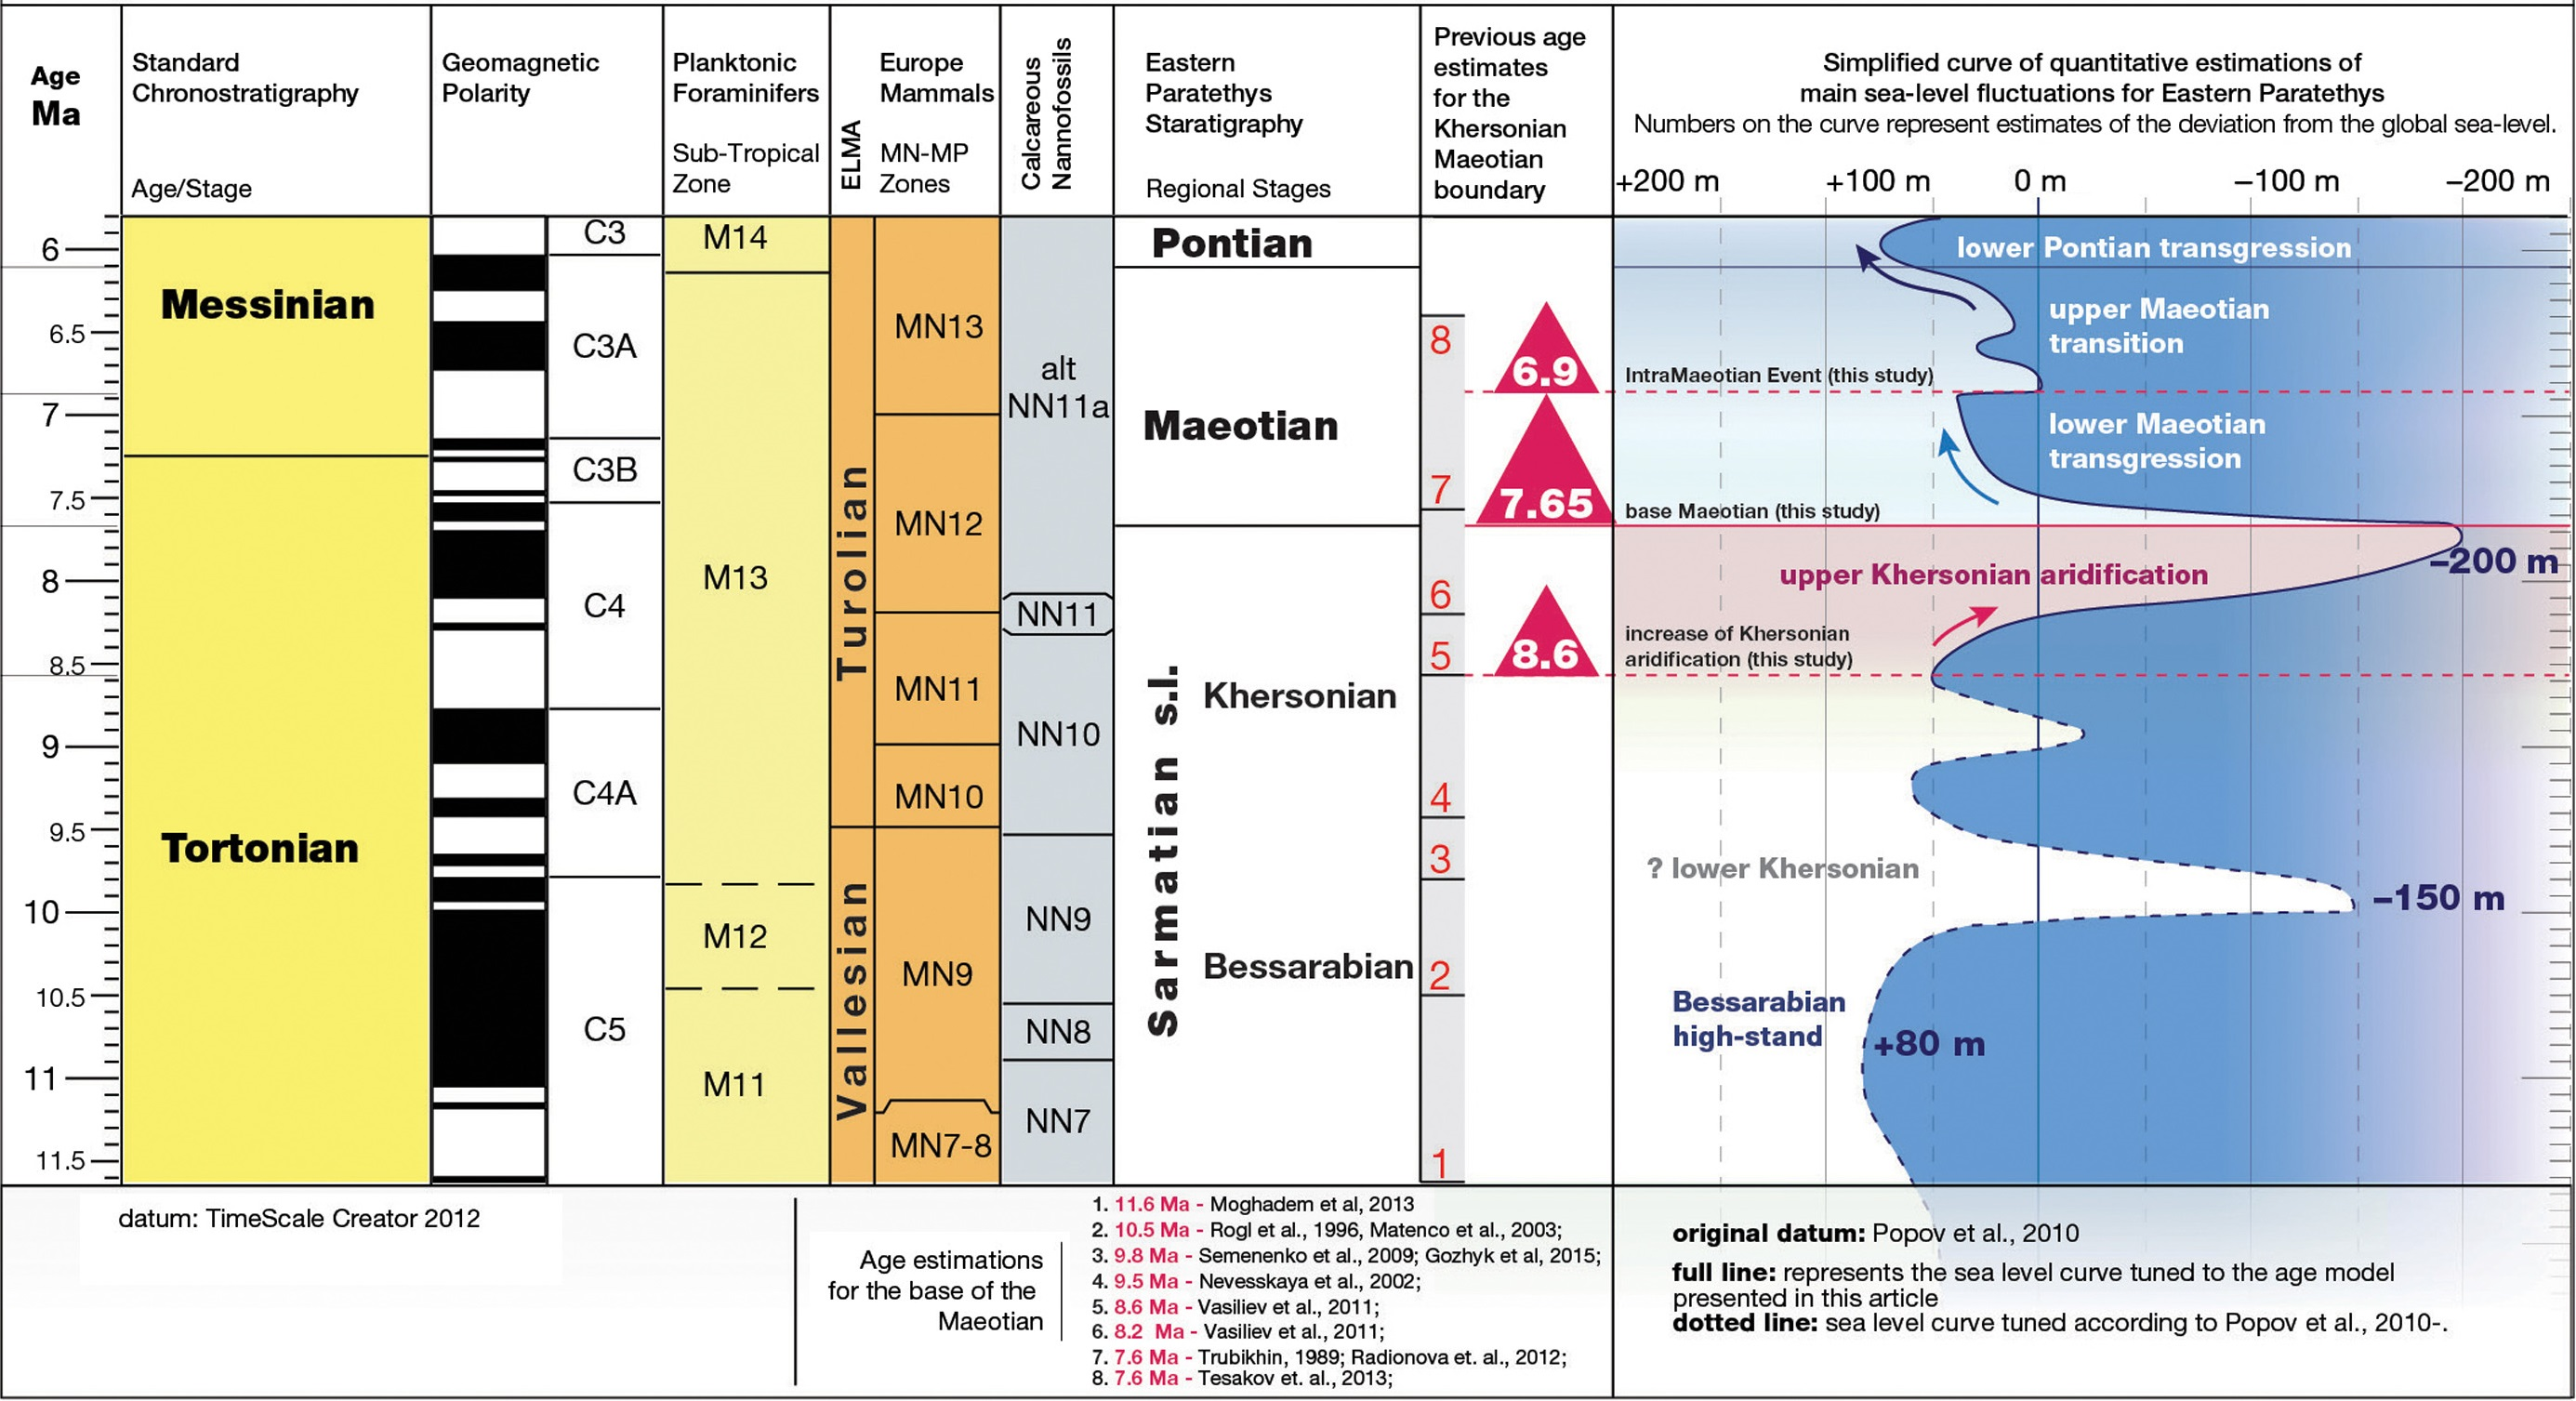 Age
Ma
Standard
Chronostratigraphy
Age/Stage
Geomagnetic
Polarity
Planktonic
Foraminifers
Sub-Tropical
Zone
ELMA
Europe
Mammals
MN-MP
Zones
Calcareous
Nannofossils
Eastern
Paratethys
Staratigraphy
Regional Stages
Previous age
estimates
for the
Khersonian
Maeotian
boundary
Simplified curve of quantitative estimations of
main sea-level fluctuations for Eastern Paratethys
Numbers on the curve represent estimates of the deviation from the global sea-level.
+200 m
+100 m
0 m
−100 m
−200 m
6
6.5
7
7.5
8
8.5
9
9.5
10
10.5
11
11.5
Messinian
Tortonian
C3
C3A
C3B
C4
C4A
C5
M14
M13
M12
M11
Turolian
Vallesian
MN13
MN12
MN11
MN10
MN9
MN7-8
alt
NN11a
NN11
NN10
NN9
NN8
NN7
Pontian
Maeotian
Sarmatian s.l.
Khersonian
Bessarabian
8
7
6
5
4
3
2
1
6.9
7.65
8.6
lower Pontian transgression
upper Maeotian
transition
IntraMaeotian Event (this study)
lower Maeotian
transgression
base Maeotian (this study)
−200 m
upper Khersonian aridification
increase of Khersonian
aridification (this study)
? lower Khersonian
−150 m
Bessarabian
high-stand
+80 m
datum: TimeScale Creator 2012
Age estimations
for the base of the
Maeotian
1. 11.6 Ma - Moghadem et al, 2013
2. 10.5 Ma - Rogl et al., 1996, Matenco et al., 2003;
3. 9.8 Ma - Semenenko et al., 2009; Gozhyk et al, 2015;
4. 9.5 Ma - Nevesskaya et al., 2002;
5. 8.6 Ma - Vasiliev et al., 2011;
6. 8.2 Ma - Vasiliev et al., 2011;
7. 7.6 Ma - Trubikhin, 1989; Radionova et. al., 2012;
8. 7.6 Ma - Tesakov et. al., 2013;
original datum: Popov et al., 2010
full line: represents the sea level curve tuned to the age model
presented in this article
dotted line: sea level curve tuned according to Popov et al., 2010-.